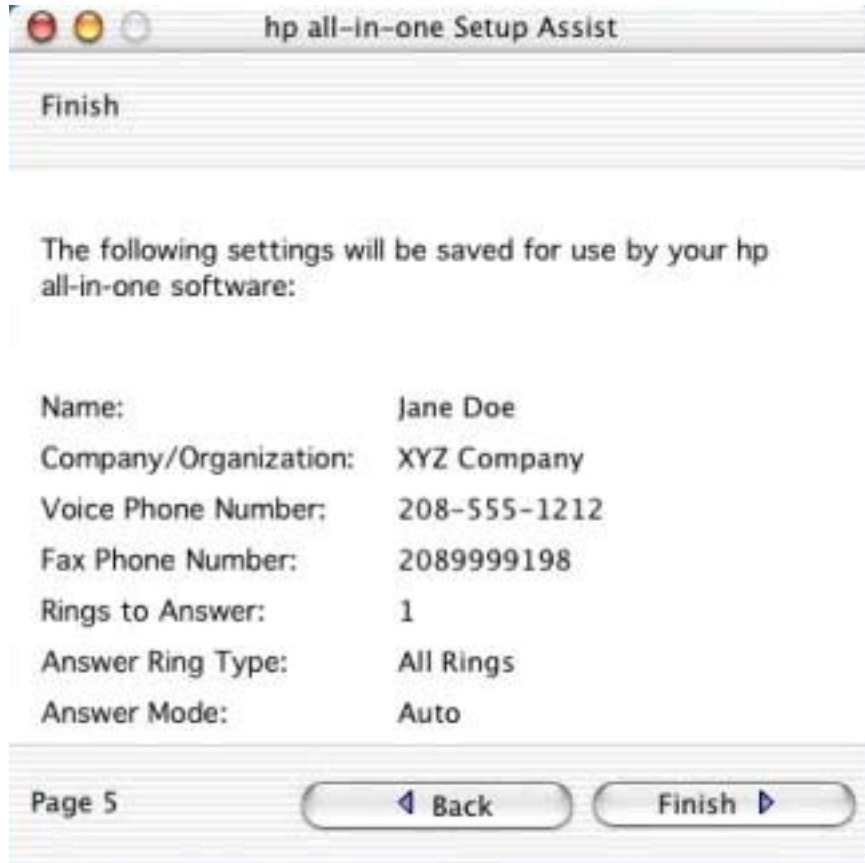 hp all-in-one Setup Assist
Finish
The following settings will be saved for use by your hp
all-in-one software:
Name: Jane Doe
Company/Organization: XYZ Company
Voice Phone Number: 208-555-1212
Fax Phone Number: 2089999198
Rings to Answer: 1
Answer Ring Type: All Rings
Answer Mode: Auto
Page 5 Back Finish